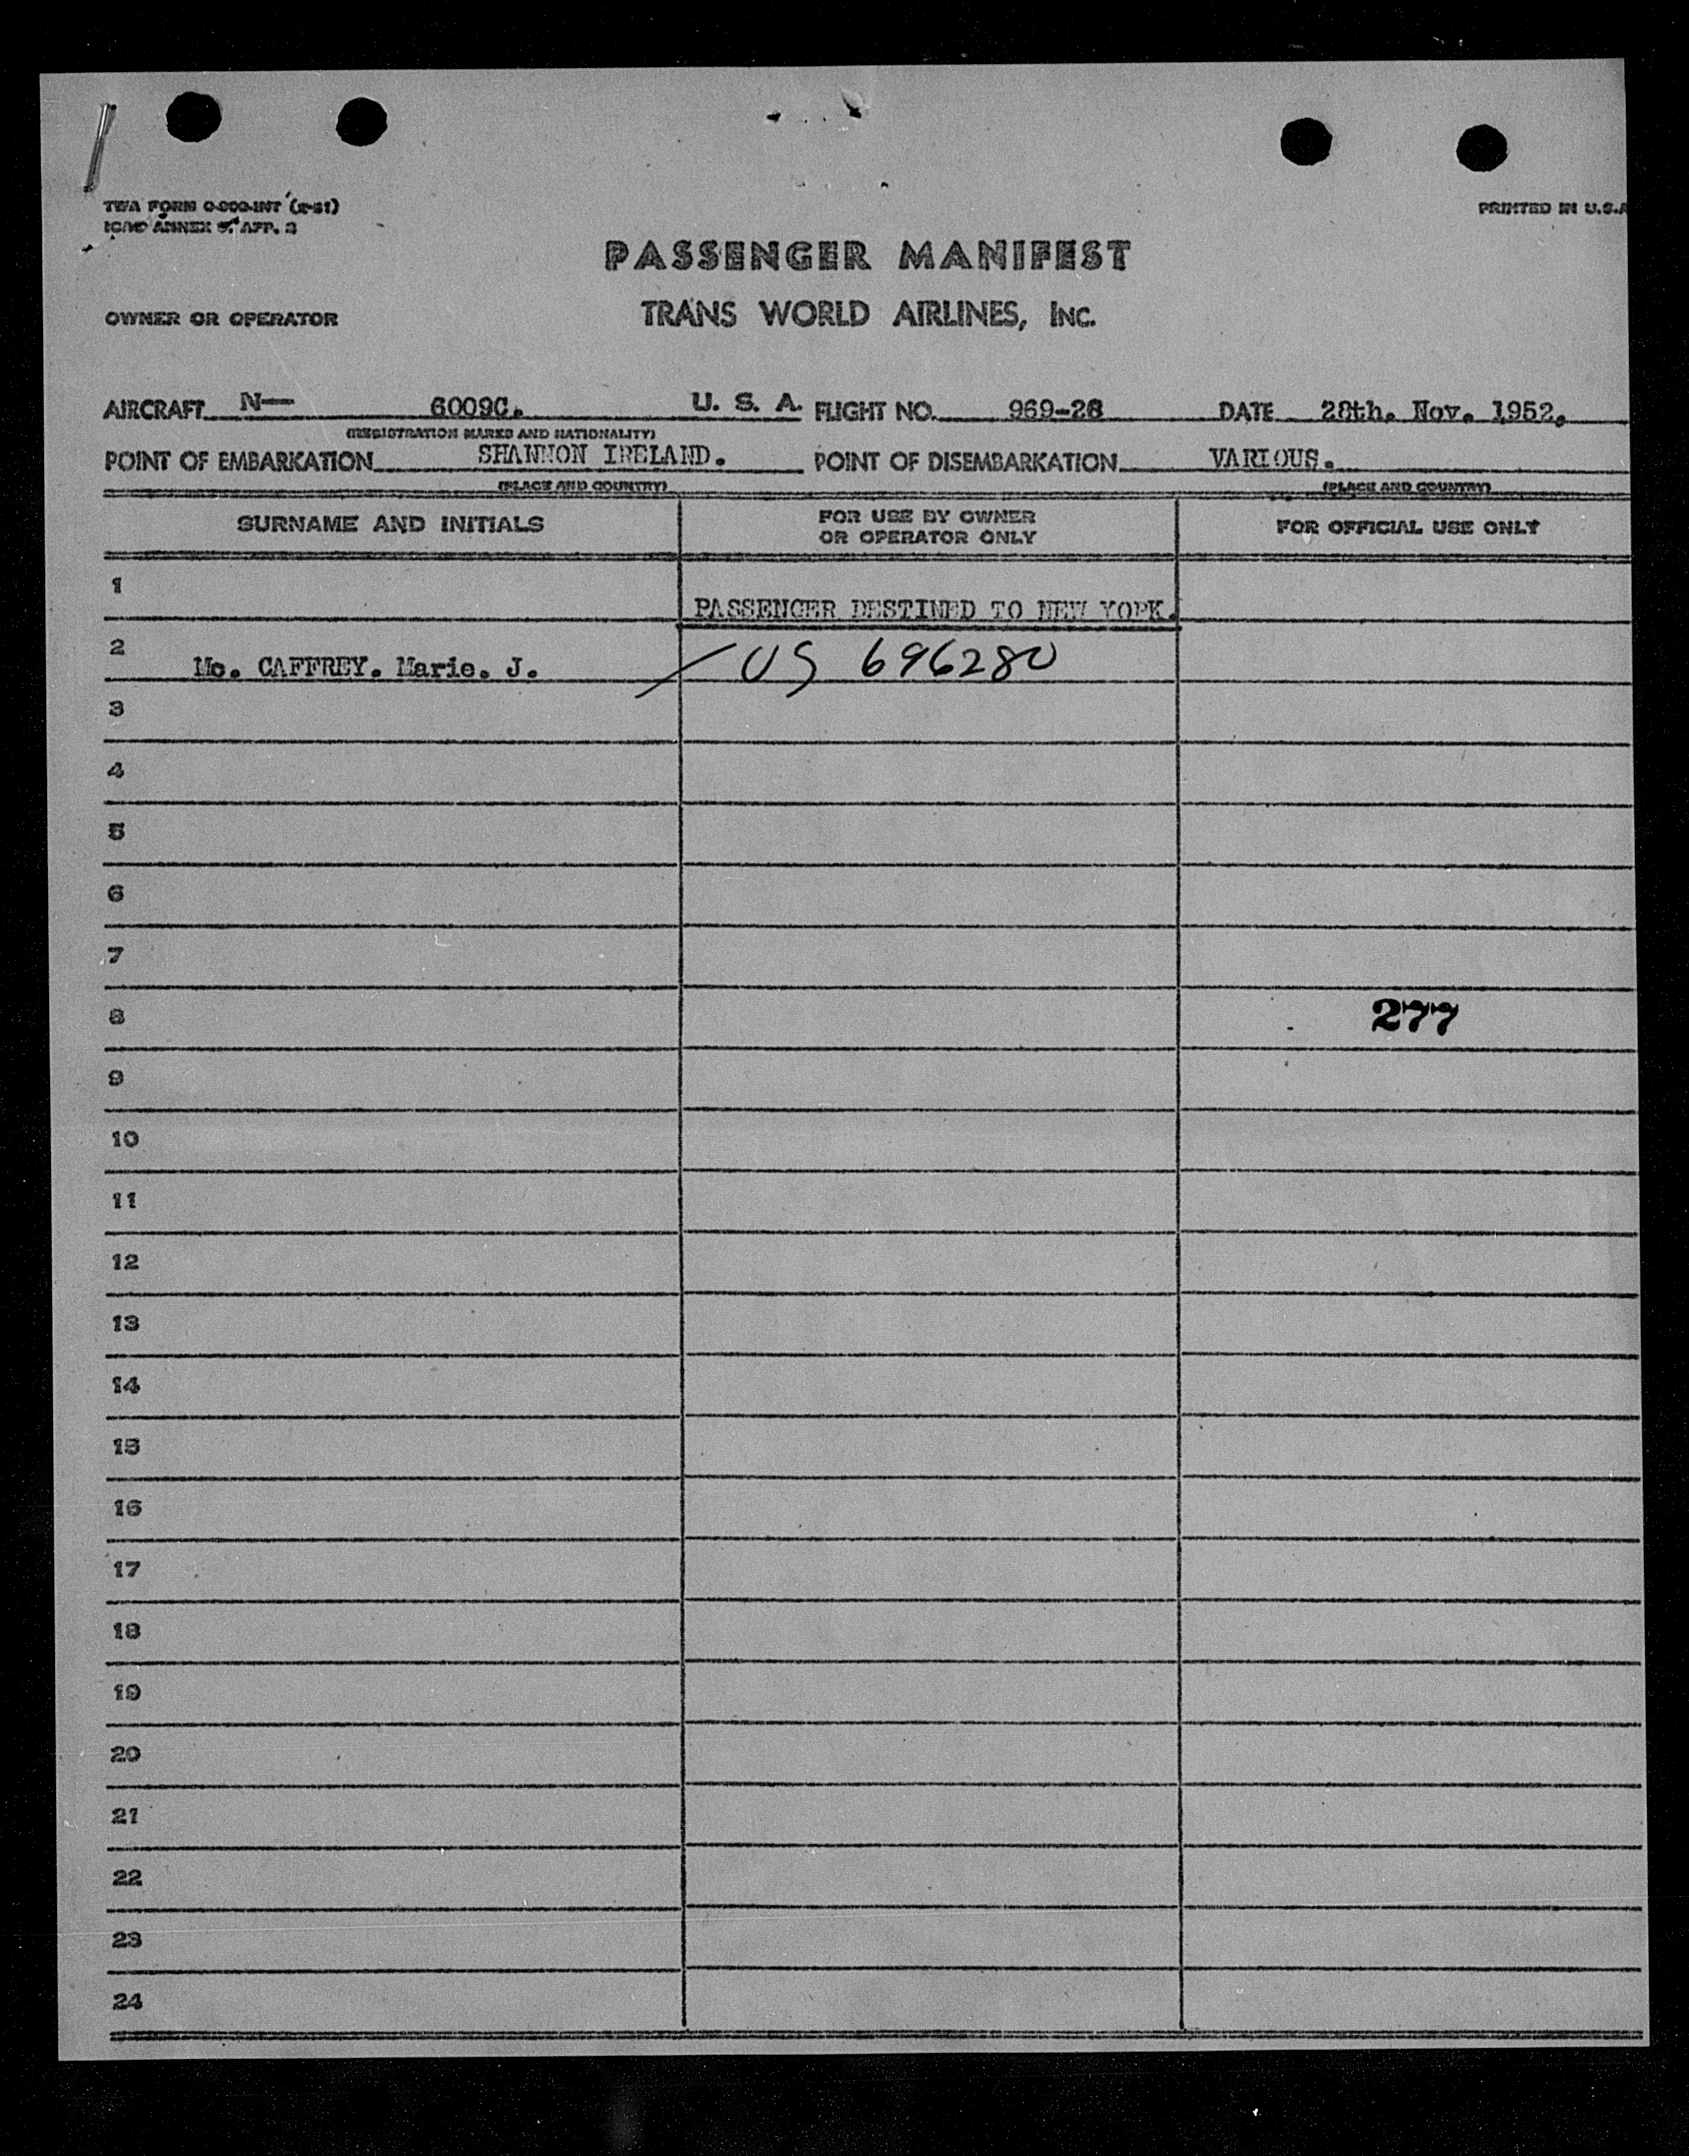 TWA FORM
PRINTED IN U.S.A
ICAO ANNEX 9, APP. 3
PASSENGER MANIFEST
OWNER OR OPERATOR
TRANS WORLD AIRLINES, INC.
AIRCRAFT N— 6009C. U. S. A. FLIGHT NO. 969-28 DATE 28th. Nov. 1952.
(REGISTRATION MARKS AND NATIONALITY)
POINT OF EMBARKATION SHANNON IRELAND. POINT OF DISEMBARKATION VARIOUS.
(PLACE AND COUNTRY) (PLACE AND COUNTRY)
SURNAME AND INITIALS
FOR USE BY OWNER
OR OPERATOR ONLY
FOR OFFICIAL USE ONLY
1
PASSENGER DESTINED TO NEW YORK.
2 Mc. CAFFREY. Marie. J. US 696280
3
4
5
6
7
8 277
9
10
11
12
13
14
15
16
17
18
19
20
21
22
23
24